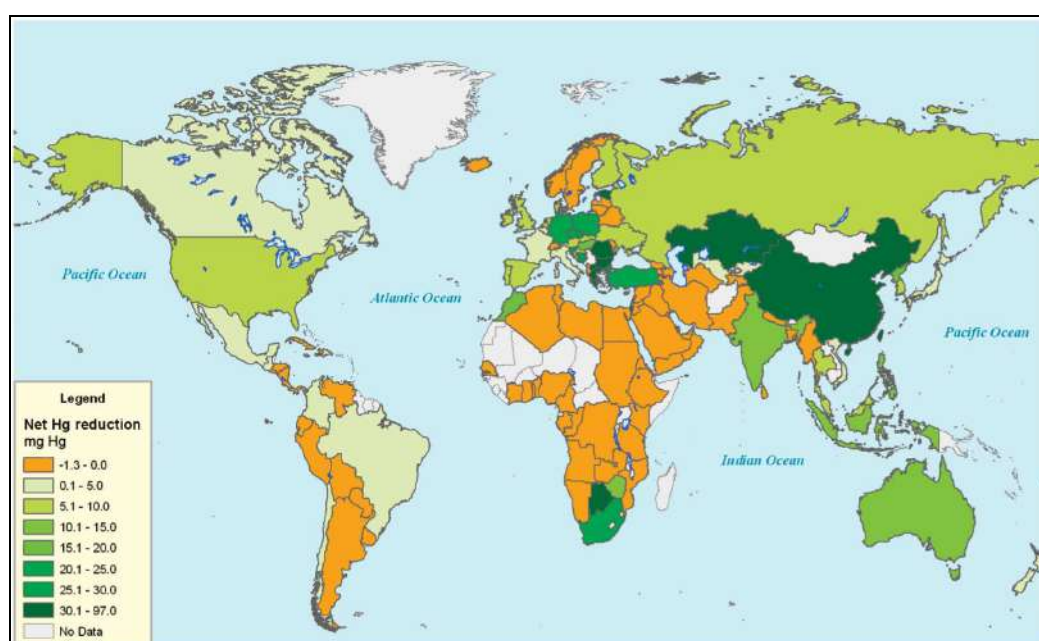 Pacific Ocean
Atlantic Ocean
Pacific Ocean
Indian Ocean
Legend
Net Hg reduction
mg Hg
-1.3 - 0.0
0.1 - 5.0
5.1 - 10.0
10.1 - 15.0
15.1 - 20.0
20.1 - 25.0
25.1 - 30.0
30.1 - 97.0
No Data